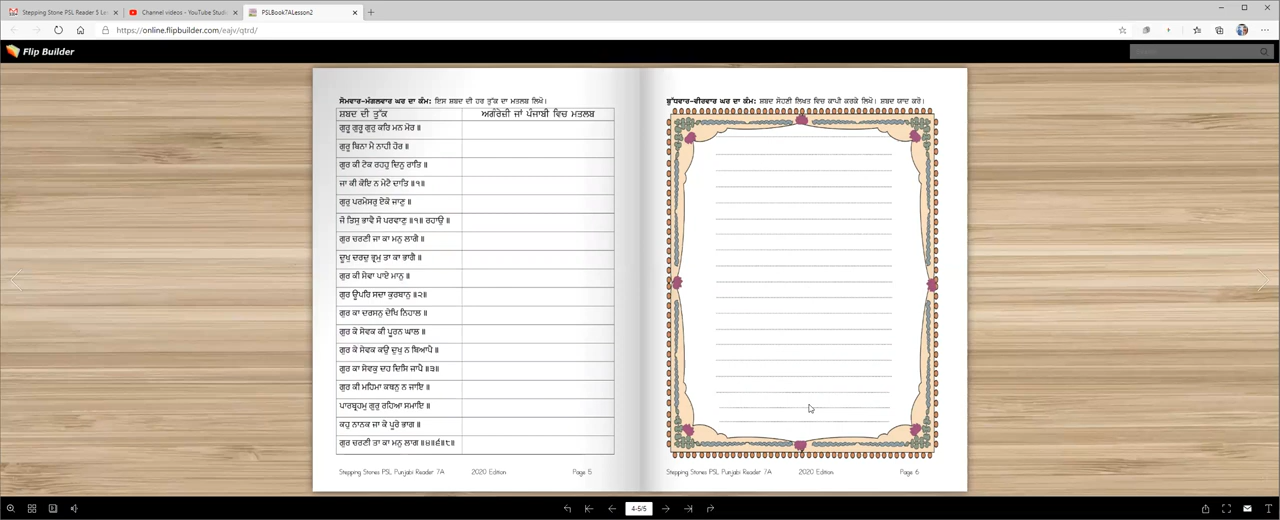 Stepping Stone PSL Reader 5 Le
Channel videos - YouTube Stud
PSLBook7ALesson2
https://online.flipbuilder.com/eajv/qtrd/
Flip Builder
ਸੋਮਵਾਰ-ਮੰਗਲਵਾਰ ਘਰ ਦਾ ਕੰਮ: ਇਸ ਸ਼ਬਦ ਦੀ ਹਰ ਤੁੱਕ ਦਾ ਮਤਲਬ ਲਿਖੋ।
ਸ਼ਬਦ ਦੀ ਤੁੱਕ
ਅੰਗਰੇਜ਼ੀ ਜਾਂ ਪੰਜਾਬੀ ਵਿਚ ਮਤਲਬ
ਗੁਰੂ ਗੁਰੂ ਗੁਰੁ ਕਰਿ ਮਨ ਮੋਰ ॥
ਗੁਰੂ ਬਿਨਾ ਮੈ ਨਾਹੀ ਹੋਰ ॥
ਗੁਰ ਕੀ ਟੇਕ ਰਹਹੁ ਦਿਨੁ ਰਾਤਿ ॥
ਜਾ ਕੀ ਕੋਇ ਨ ਮੇਟੈ ਦਾਤਿ ॥੧॥
ਗੁਰੁ ਪਰਮੇਸਰੁ ਏਕੋ ਜਾਣੁ ॥
ਜੋ ਤਿਸੁ ਭਾਵੈ ਸੋ ਪਰਵਾਣੁ ॥੧॥ ਰਹਾਉ ॥
ਗੁਰ ਚਰਣੀ ਜਾ ਕਾ ਮਨੁ ਲਾਗੈ ॥
ਦੂਖੁ ਦਰਦੁ ਭ੍ਰਮੁ ਤਾ ਕਾ ਭਾਗੈ ॥
ਗੁਰ ਕੀ ਸੇਵਾ ਪਾਏ ਮਾਨੁ ॥
ਗੁਰ ਊਪਰਿ ਸਦਾ ਕੁਰਬਾਨੁ ॥੨॥
ਗੁਰ ਕਾ ਦਰਸਨੁ ਦੇਖਿ ਨਿਹਾਲ ॥
ਗੁਰ ਕੇ ਸੇਵਕ ਕੀ ਪੂਰਨ ਘਾਲ ॥
ਗੁਰ ਕੇ ਸੇਵਕ ਕਉ ਦੁਖੁ ਨ ਬਿਆਪੈ ॥
ਗੁਰ ਕਾ ਸੇਵਕੁ ਦਹ ਦਿਸਿ ਜਾਪੈ ॥੩॥
ਗੁਰ ਕੀ ਮਹਿਮਾ ਕਥਨੁ ਨ ਜਾਇ ॥
ਪਾਰਬ੍ਰਹਮੁ ਗੁਰੁ ਰਹਿਆ ਸਮਾਇ ॥
ਕਹੁ ਨਾਨਕ ਜਾ ਕੇ ਪੂਰੇ ਭਾਗ ॥
ਗੁਰ ਚਰਣੀ ਤਾ ਕਾ ਮਨੁ ਲਾਗ ॥੪॥੬॥੮॥
Stepping Stones PSL Punjabi Reader 7A 2020 Edition Page 5
ਬੁੱਧਵਾਰ-ਵੀਰਵਾਰ ਘਰ ਦਾ ਕੰਮ: ਸ਼ਬਦ ਸੋਹਣੀ ਲਿਖਤ ਵਿਚ ਕਾਪੀ ਕਰਕੇ ਲਿਖੋ। ਸ਼ਬਦ ਯਾਦ ਕਰੋ।
Stepping Stones PSL Punjabi Reader 7A 2020 Edition Page 6
4-5/5